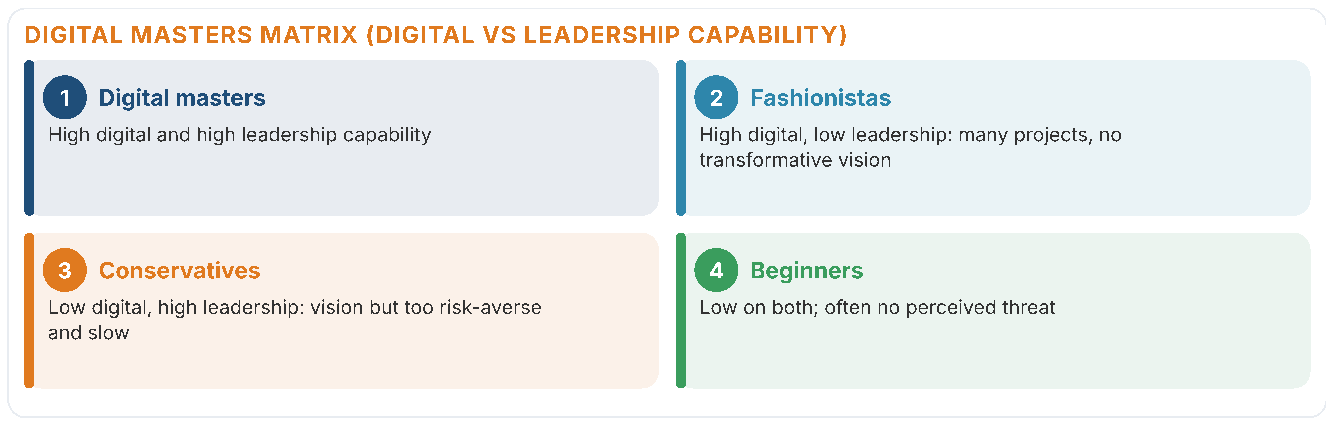 DIGITAL MASTERS MATRIX (DIGITAL VS LEADERSHIP CAPABILITY)
1 Digital masters
High digital and high leadership capability
2 Fashionistas
High digital, low leadership: many projects, no
transformative vision
3 Conservatives
Low digital, high leadership: vision but too risk-averse
and slow
4 Beginners
Low on both; often no perceived threat